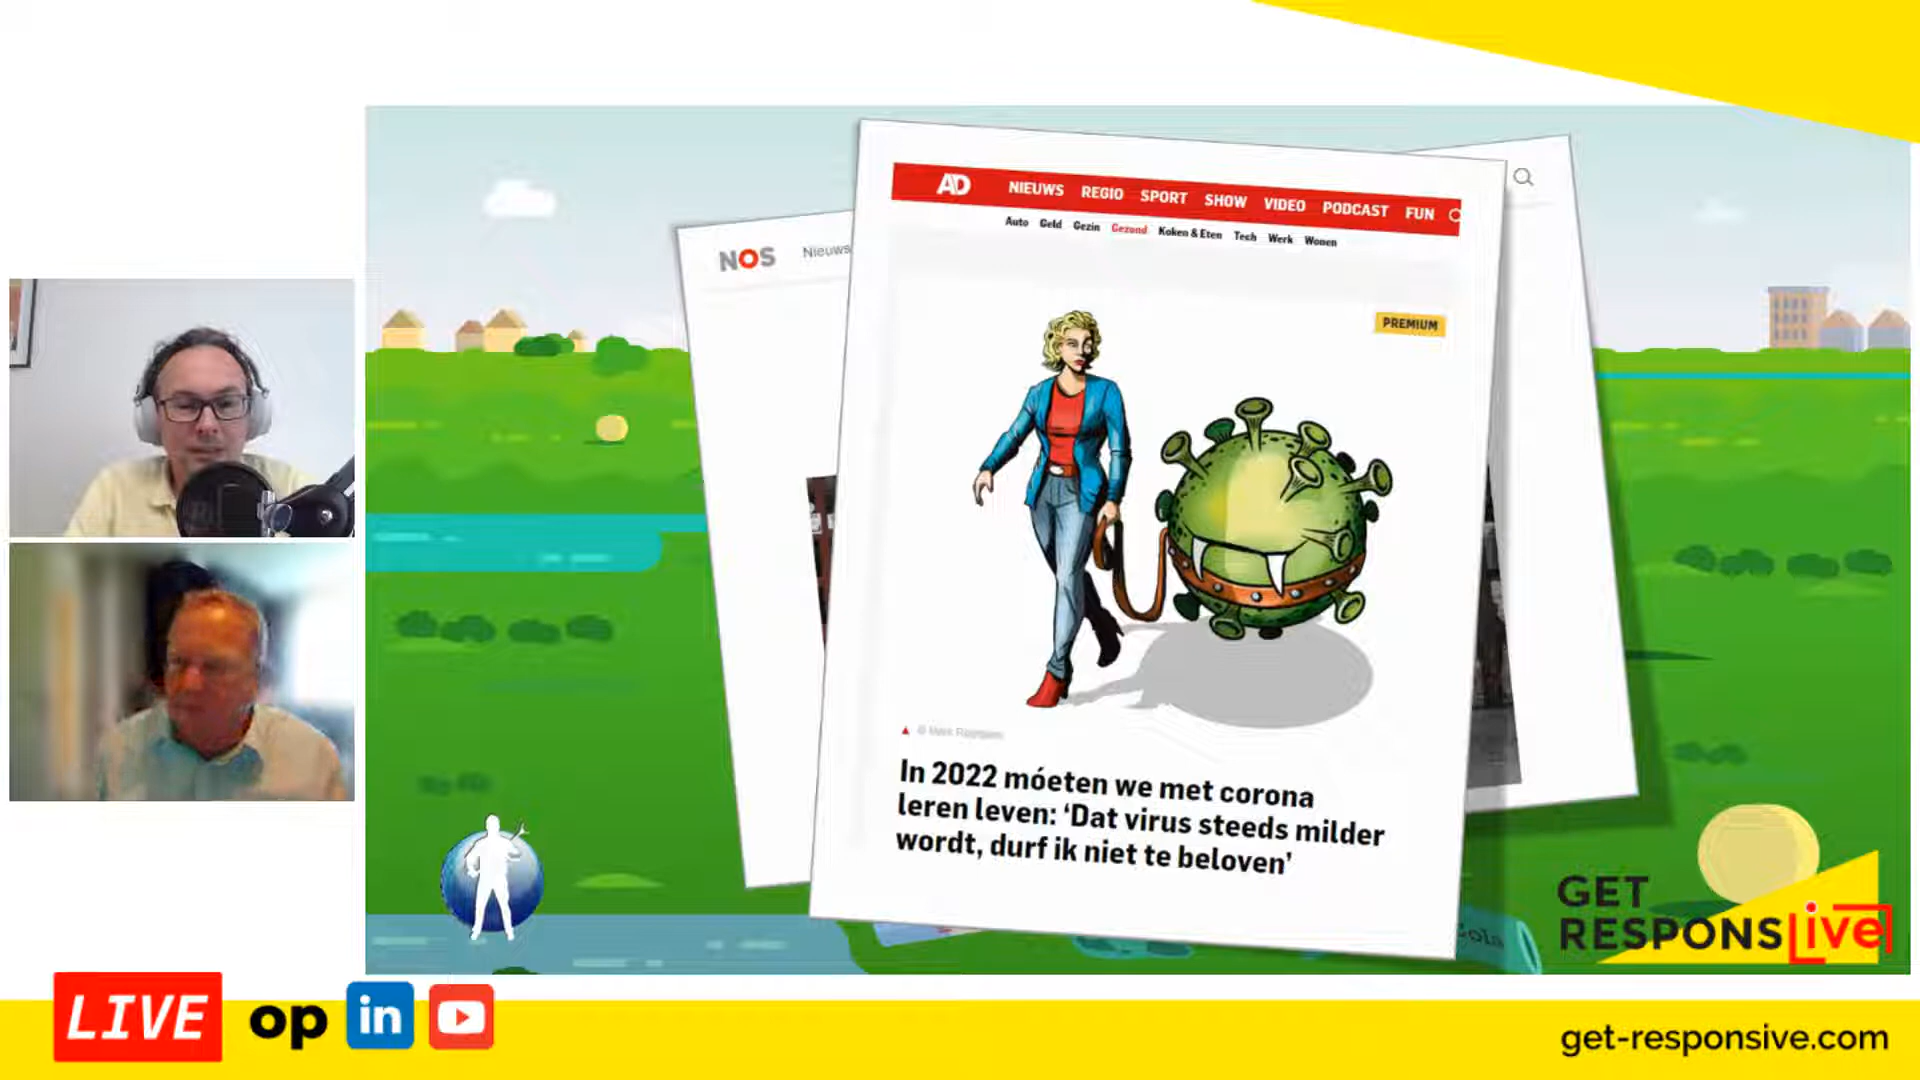 NOS
Nieuws
AD
NIEUWS REGIO SPORT SHOW VIDEO PODCAST FUN
Auto Geld Gezin Gezond Koken & Eten Tech Werk Wonen
PREMIUM
In 2022 móeten we met corona
leren leven: ‘Dat virus steeds milder
wordt, durf ik niet te beloven’
GET
RESPONSLive
LIVE op in
get-responsive.com